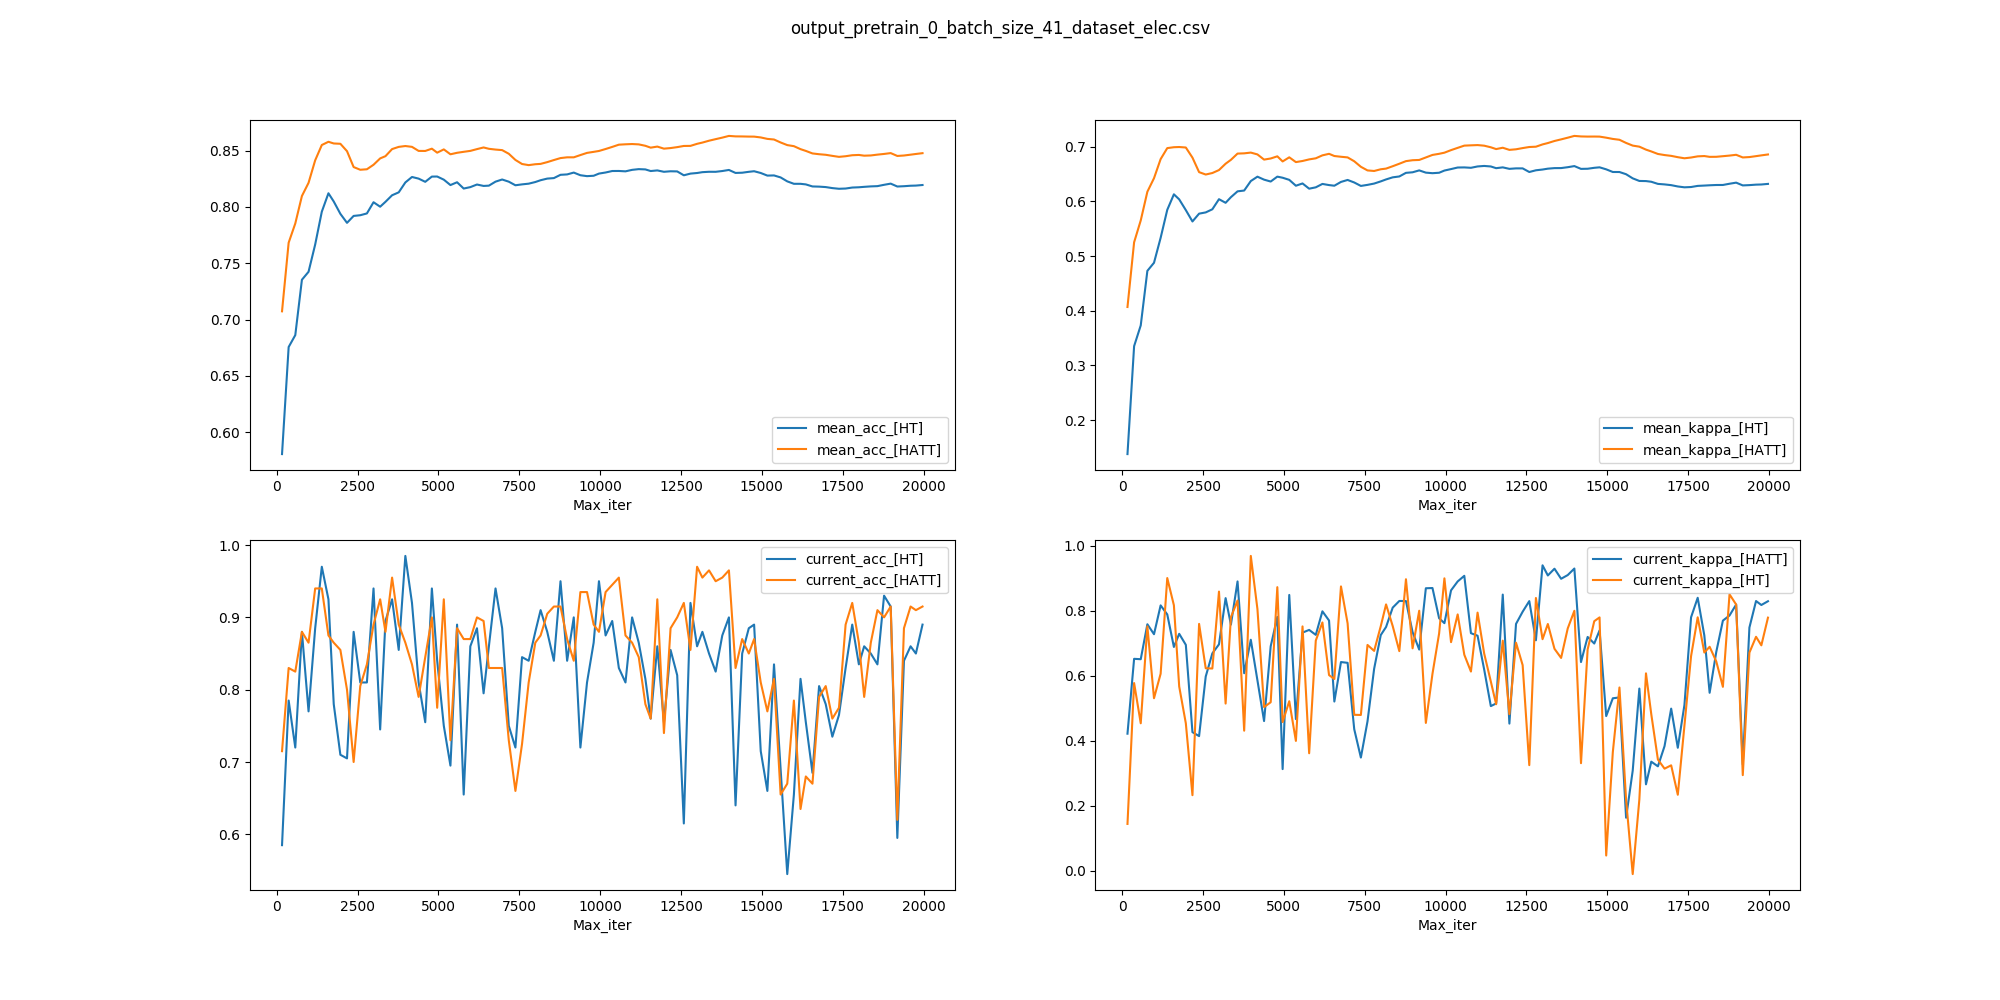 output_pretrain_0_batch_size_41_dataset_elec.csv
0.85
0.80
0.75
0.70
0.65
0.60
mean_acc_[HT]
mean_acc_[HATT]
0 2500 5000 7500 10000 12500 15000 17500 20000
Max_iter
0.7
0.6
0.5
0.4
0.3
0.2
mean_kappa_[HT]
mean_kappa_[HATT]
0 2500 5000 7500 10000 12500 15000 17500 20000
Max_iter
1.0
0.9
0.8
0.7
0.6
current_acc_[HT]
current_acc_[HATT]
0 2500 5000 7500 10000 12500 15000 17500 20000
Max_iter
1.0
0.8
0.6
0.4
0.2
0.0
current_kappa_[HATT]
current_kappa_[HT]
0 2500 5000 7500 10000 12500 15000 17500 20000
Max_iter